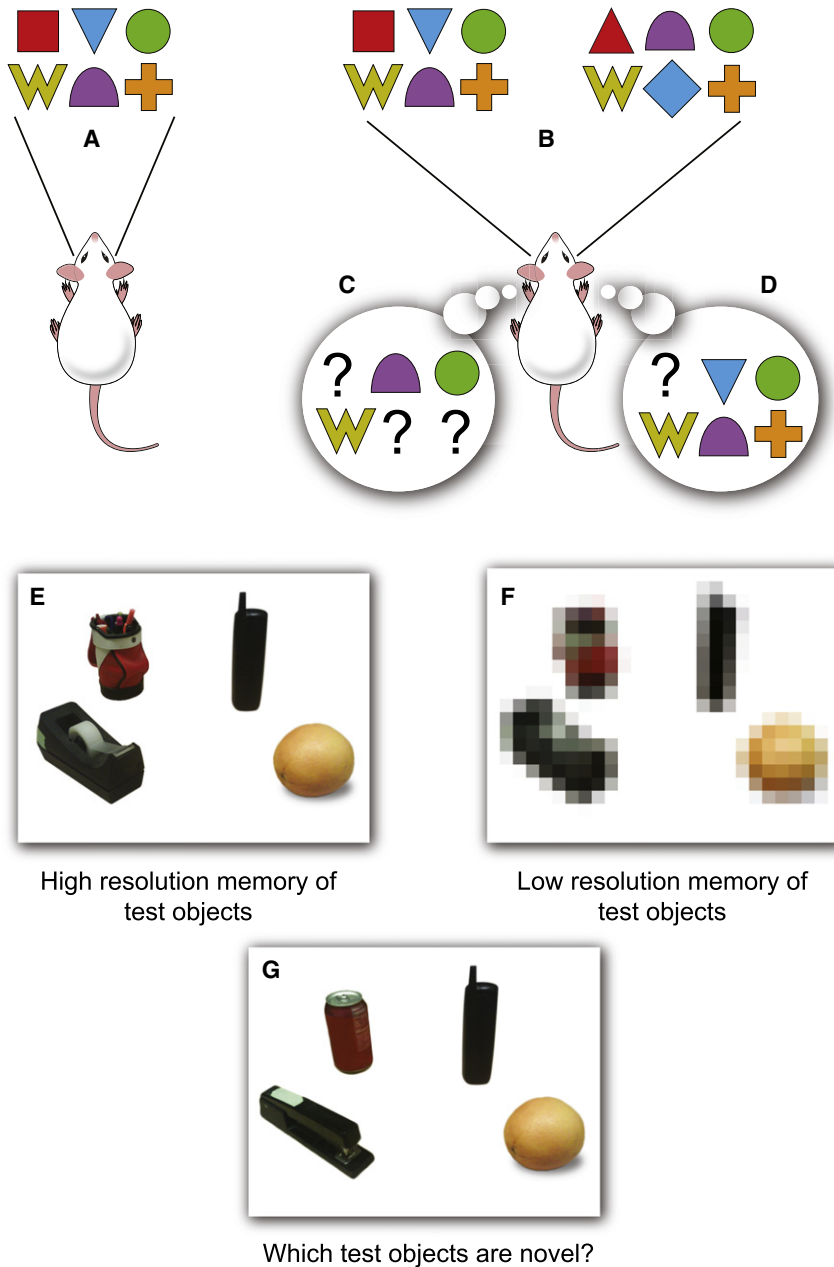 A
B
C
D
? 
? ?
?
E
F
High resolution memory of
test objects
Low resolution memory of
test objects
G
Which test objects are novel?